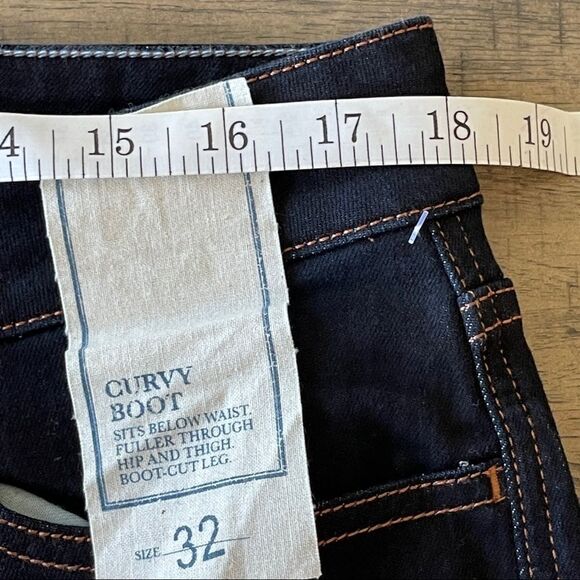 4 15 16 17 18 19
CURVY
BOOT
SITS BELOW WAIST.
FULLER THROUGH
HIP AND THIGH.
BOOT-CUT LEG.
SIZE 32